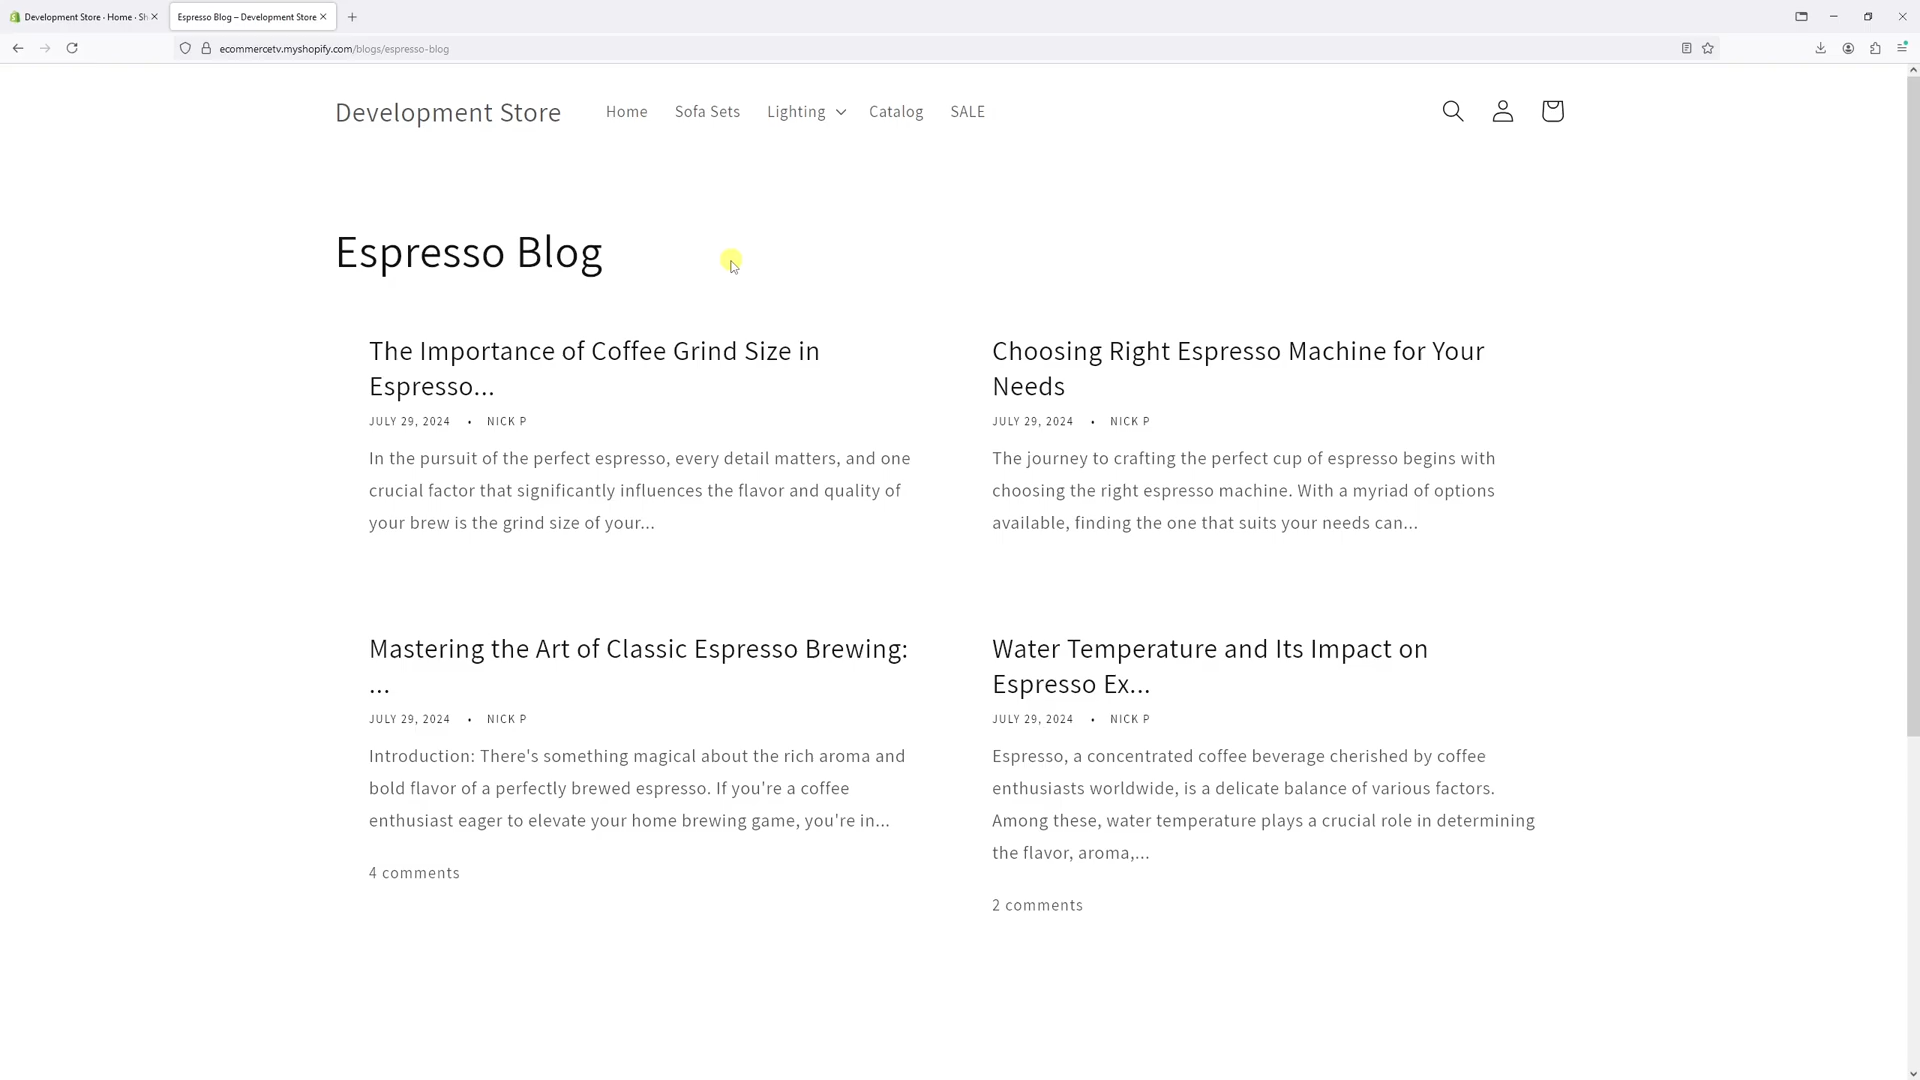 Development Store · Home · Sh
Espresso Blog – Development Store
ecommercetv.myshopify.com/blogs/espresso-blog
Development Store
Home
Sofa Sets
Lighting
Catalog
SALE
Espresso Blog
The Importance of Coffee Grind Size in
Espresso...
JULY 29, 2024 • NICK P
In the pursuit of the perfect espresso, every detail matters, and one
crucial factor that significantly influences the flavor and quality of
your brew is the grind size of your...
Choosing Right Espresso Machine for Your
Needs
JULY 29, 2024 • NICK P
The journey to crafting the perfect cup of espresso begins with
choosing the right espresso machine. With a myriad of options
available, finding the one that suits your needs can...
Mastering the Art of Classic Espresso Brewing:
...
JULY 29, 2024 • NICK P
Introduction: There's something magical about the rich aroma and
bold flavor of a perfectly brewed espresso. If you're a coffee
enthusiast eager to elevate your home brewing game, you're in...
4 comments
Water Temperature and Its Impact on
Espresso Ex...
JULY 29, 2024 • NICK P
Espresso, a concentrated coffee beverage cherished by coffee
enthusiasts worldwide, is a delicate balance of various factors.
Among these, water temperature plays a crucial role in determining
the flavor, aroma,...
2 comments